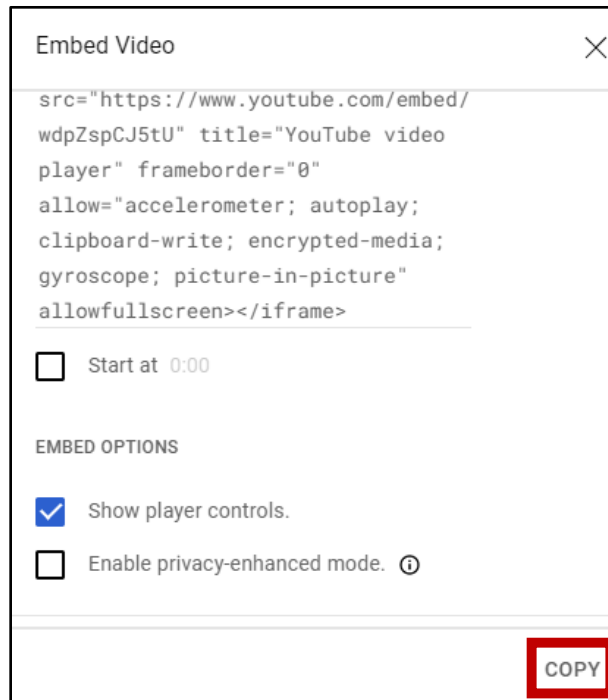 Embed Video
src="https://www.youtube.com/embed/
wdpZspCJ5tU" title="YouTube video
player" frameborder="0"
allow="accelerometer; autoplay;
clipboard-write; encrypted-media;
gyroscope; picture-in-picture"
allowfullscreen></iframe>
Start at 0:00
EMBED OPTIONS
Show player controls.
Enable privacy-enhanced mode.
COPY